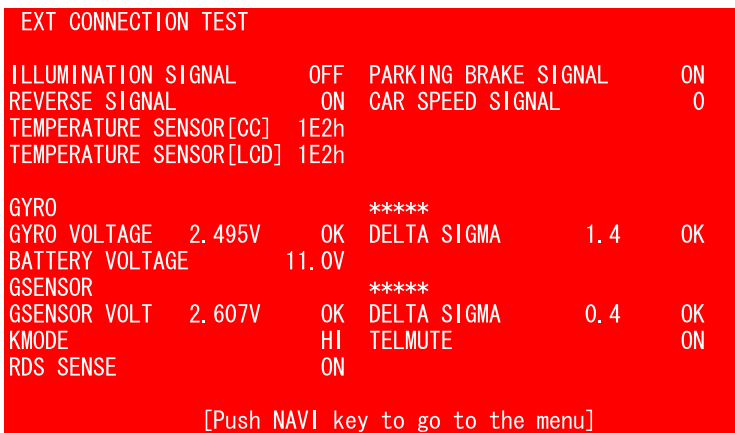 EXT CONNECTION TEST
ILLUMINATION SIGNAL OFF PARKING BRAKE SIGNAL ON
REVERSE SIGNAL ON CAR SPEED SIGNAL 0
TEMPERATURE SENSOR[CC] 1E2h
TEMPERATURE SENSOR[LCD] 1E2h
GYRO *****
GYRO VOLTAGE 2.495V OK DELTA SIGMA 1.4 OK
BATTERY VOLTAGE 11.0V
GSENSOR *****
GSENSOR VOLT 2.607V OK DELTA SIGMA 0.4 OK
KMODE HI TELMUTE ON
RDS SENSE ON
[Push NAVI key to go to the menu]